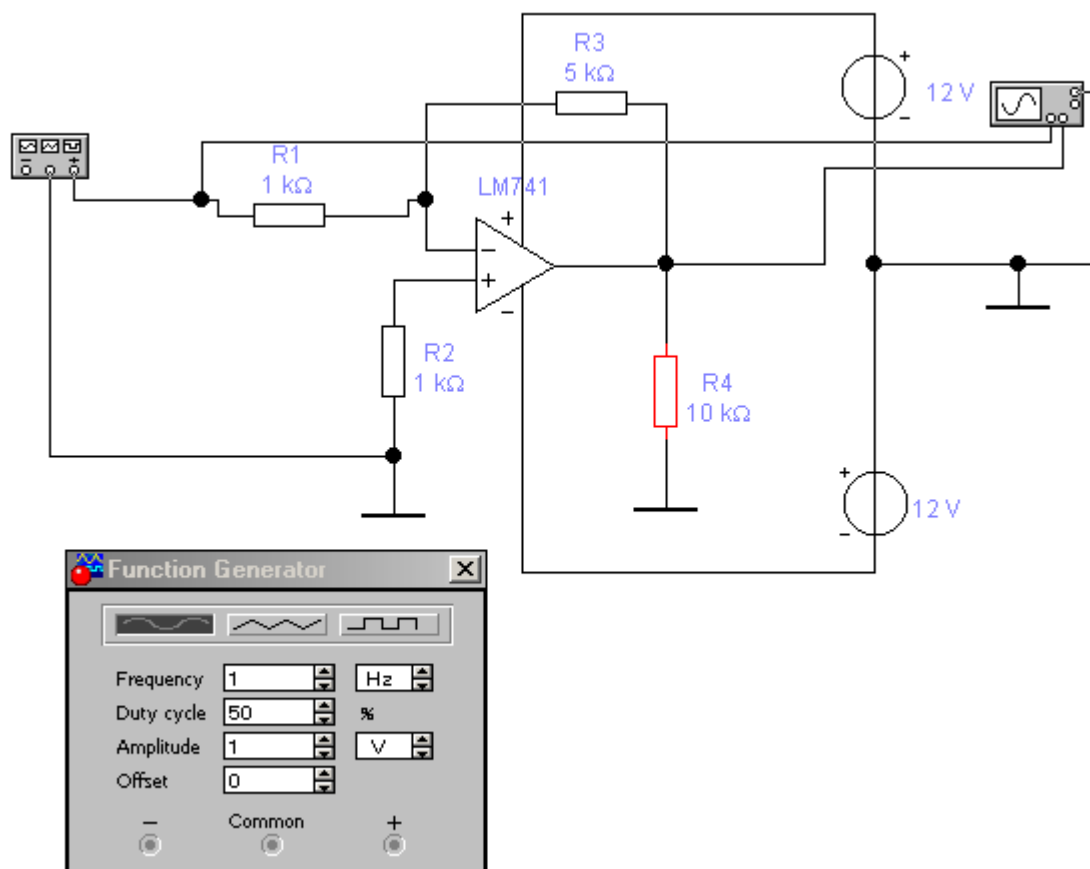 R3
5 kΩ
+
12 V
−
− +
R1
1 kΩ
LM741
+
−
+
−
R2
1 kΩ
R4
10 kΩ
+
12 V
−
Function Generator
Frequency 1 Hz
Duty cycle 50 %
Amplitude 1 V
Offset 0
− Common +